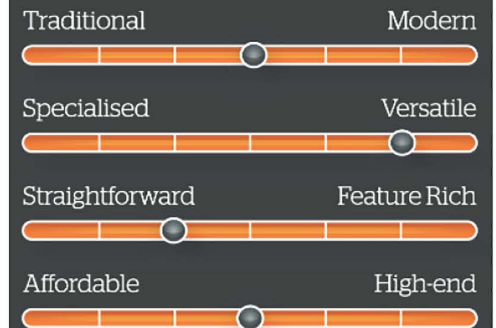 Traditional Modern
Specialised Versatile
Straightforward Feature Rich
Affordable High-end